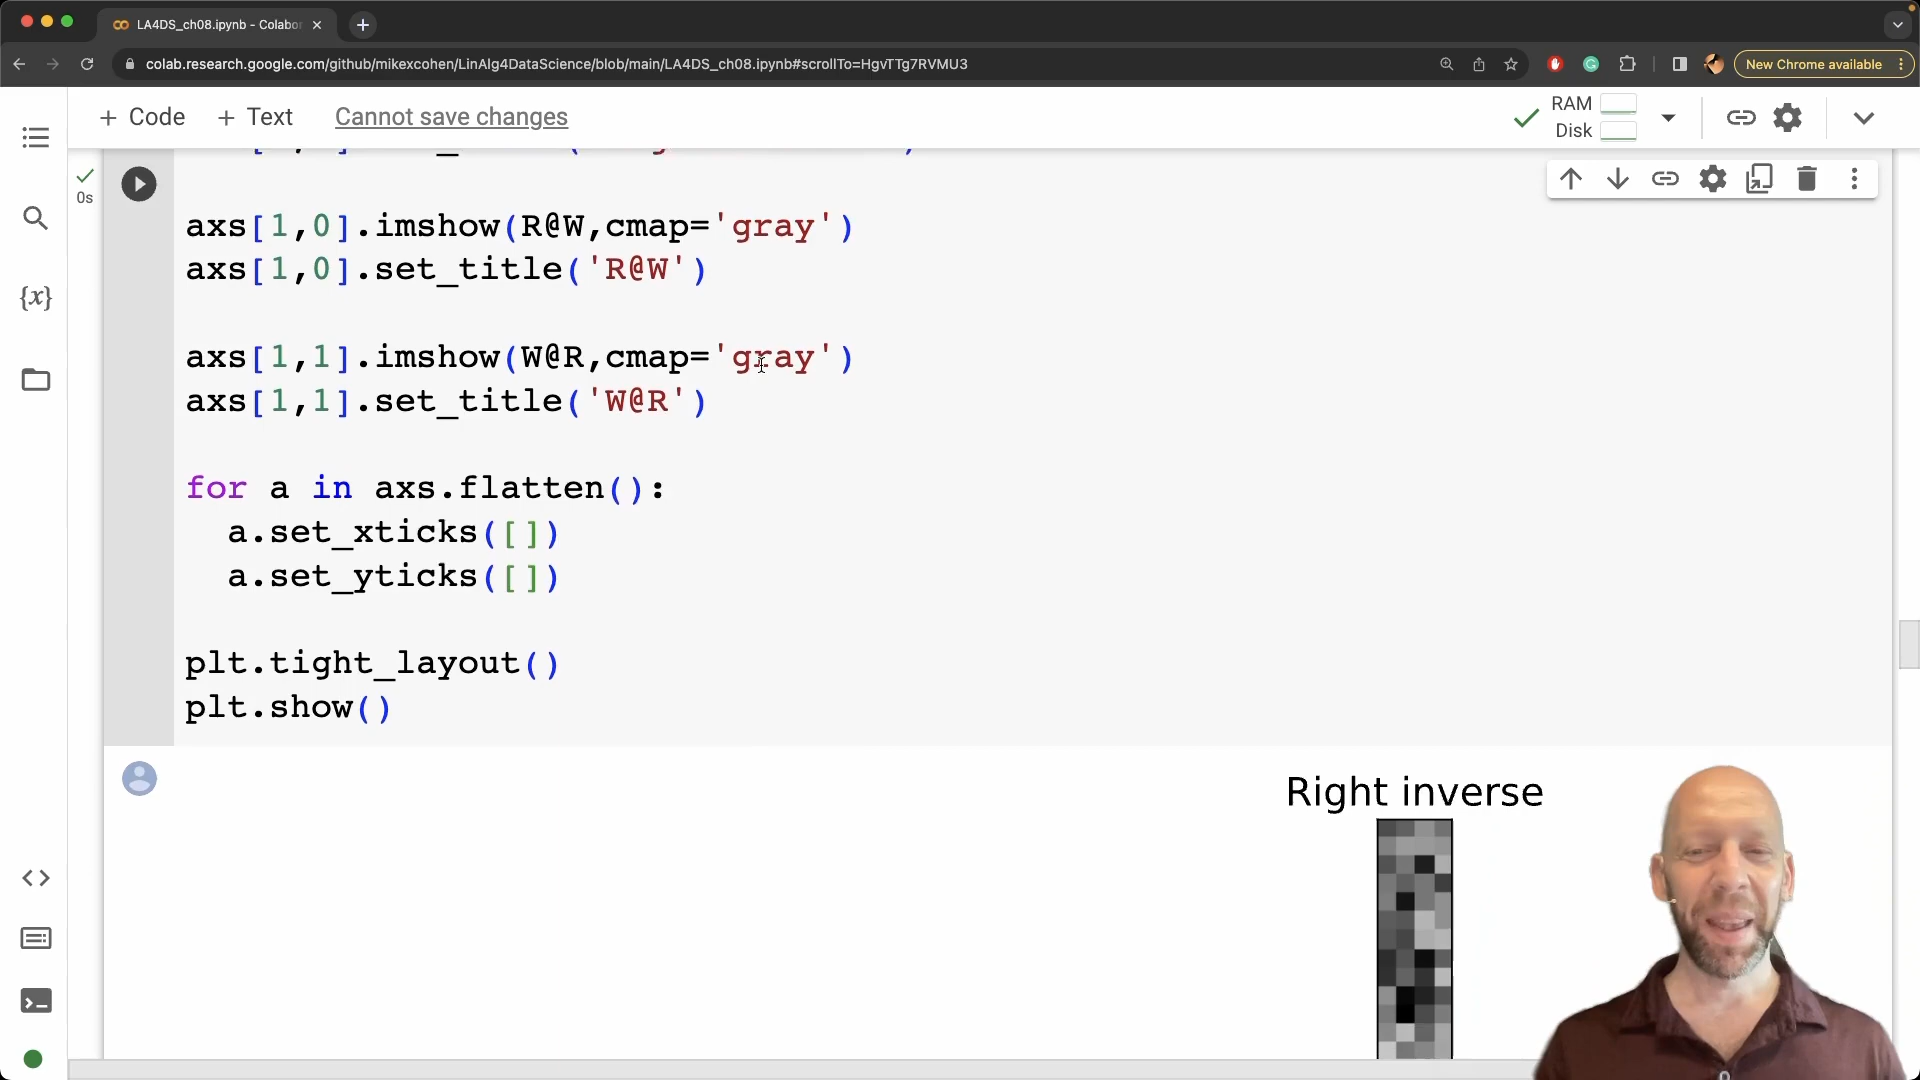 LA4DS_ch08.ipynb - Colabor
colab.research.google.com/github/mikexcohen/LinAlg4DataScience/blob/main/LA4DS_ch08.ipynb#scrollTo=HgvTTg7RVMU3
New Chrome available
+ Code + Text Cannot save changes
RAM
Disk
0s
axs[1,0].imshow(R@W,cmap='gray')
axs[1,0].set_title('R@W')
axs[1,1].imshow(W@R,cmap='gray')
axs[1,1].set_title('W@R')
for a in axs.flatten():
a.set_xticks([])
a.set_yticks([])
plt.tight_layout()
plt.show()
{x}
Right inverse